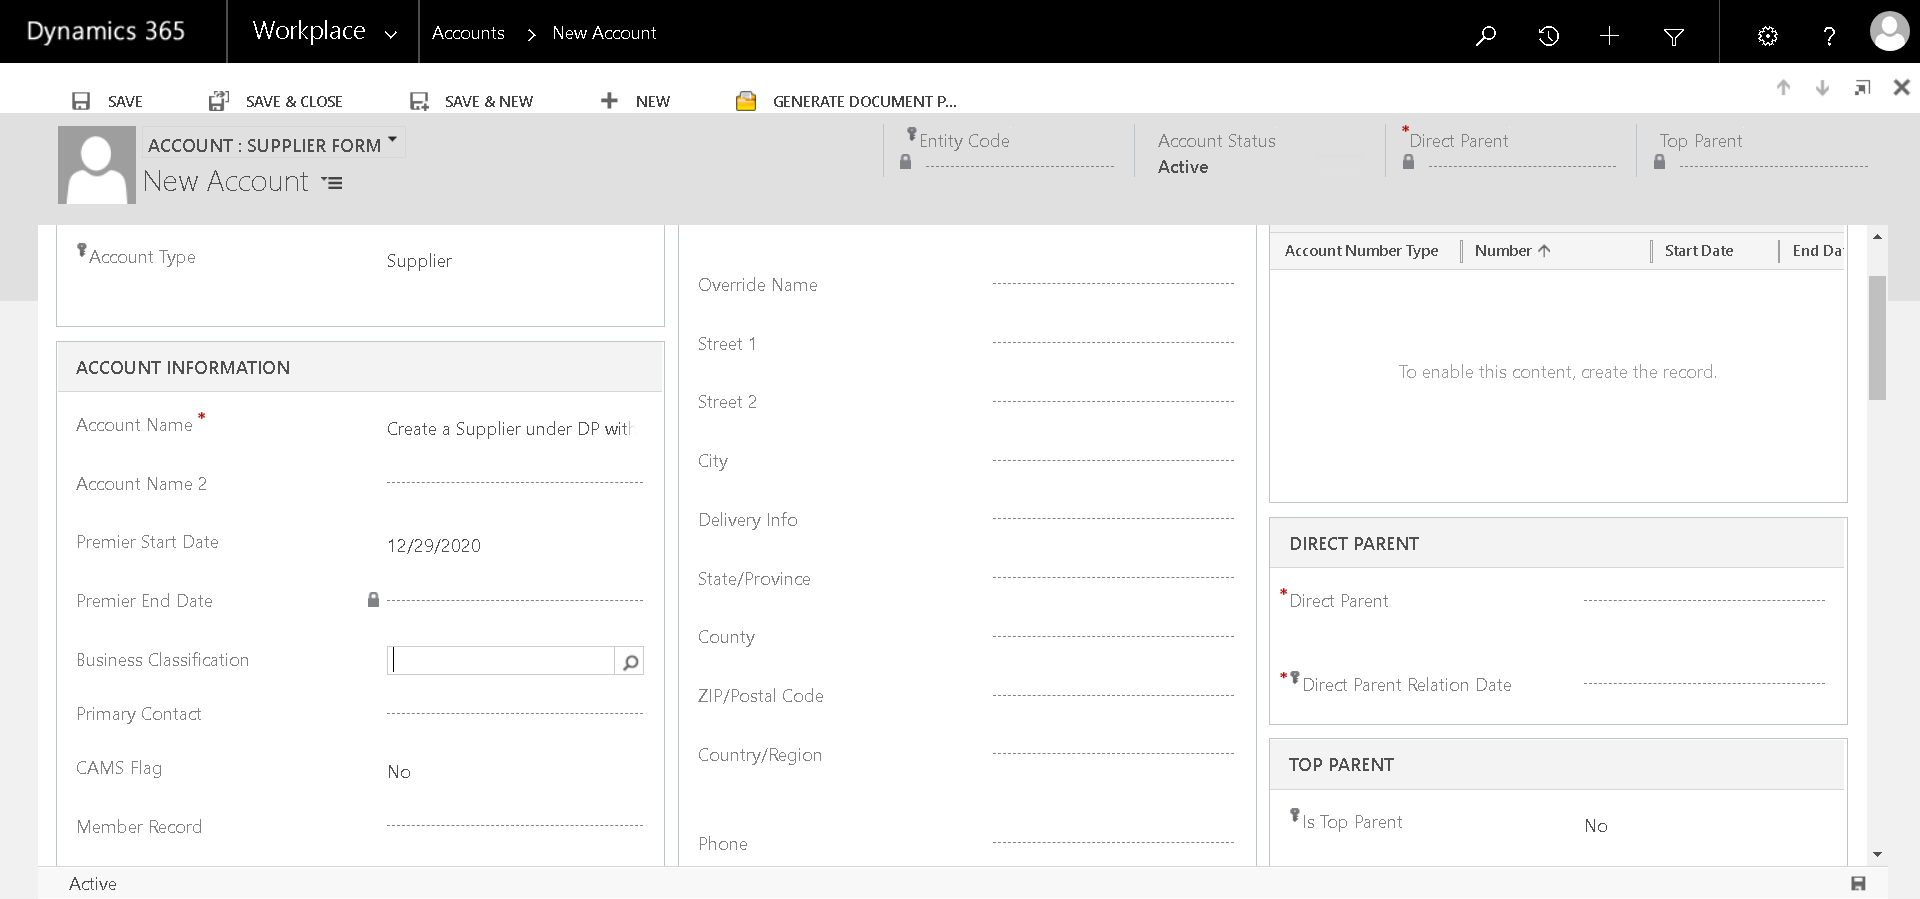 Dynamics 365
Workplace
Accounts > New Account
SAVE
SAVE & CLOSE
SAVE & NEW
NEW
GENERATE DOCUMENT P...
ACCOUNT : SUPPLIER FORM
New Account
Entity Code
Account Status
Active
*Direct Parent
Top Parent
Account Type
Supplier
ACCOUNT INFORMATION
Account Name *
Create a Supplier under DP with
Account Name 2
Premier Start Date
12/29/2020
Premier End Date
Business Classification
Primary Contact
CAMS Flag
No
Member Record
Override Name
Street 1
Street 2
City
Delivery Info
State/Province
County
ZIP/Postal Code
Country/Region
Phone
Account Number Type
Number
Start Date
End Da
To enable this content, create the record.
DIRECT PARENT
*Direct Parent
*Direct Parent Relation Date
TOP PARENT
Is Top Parent
No
Active